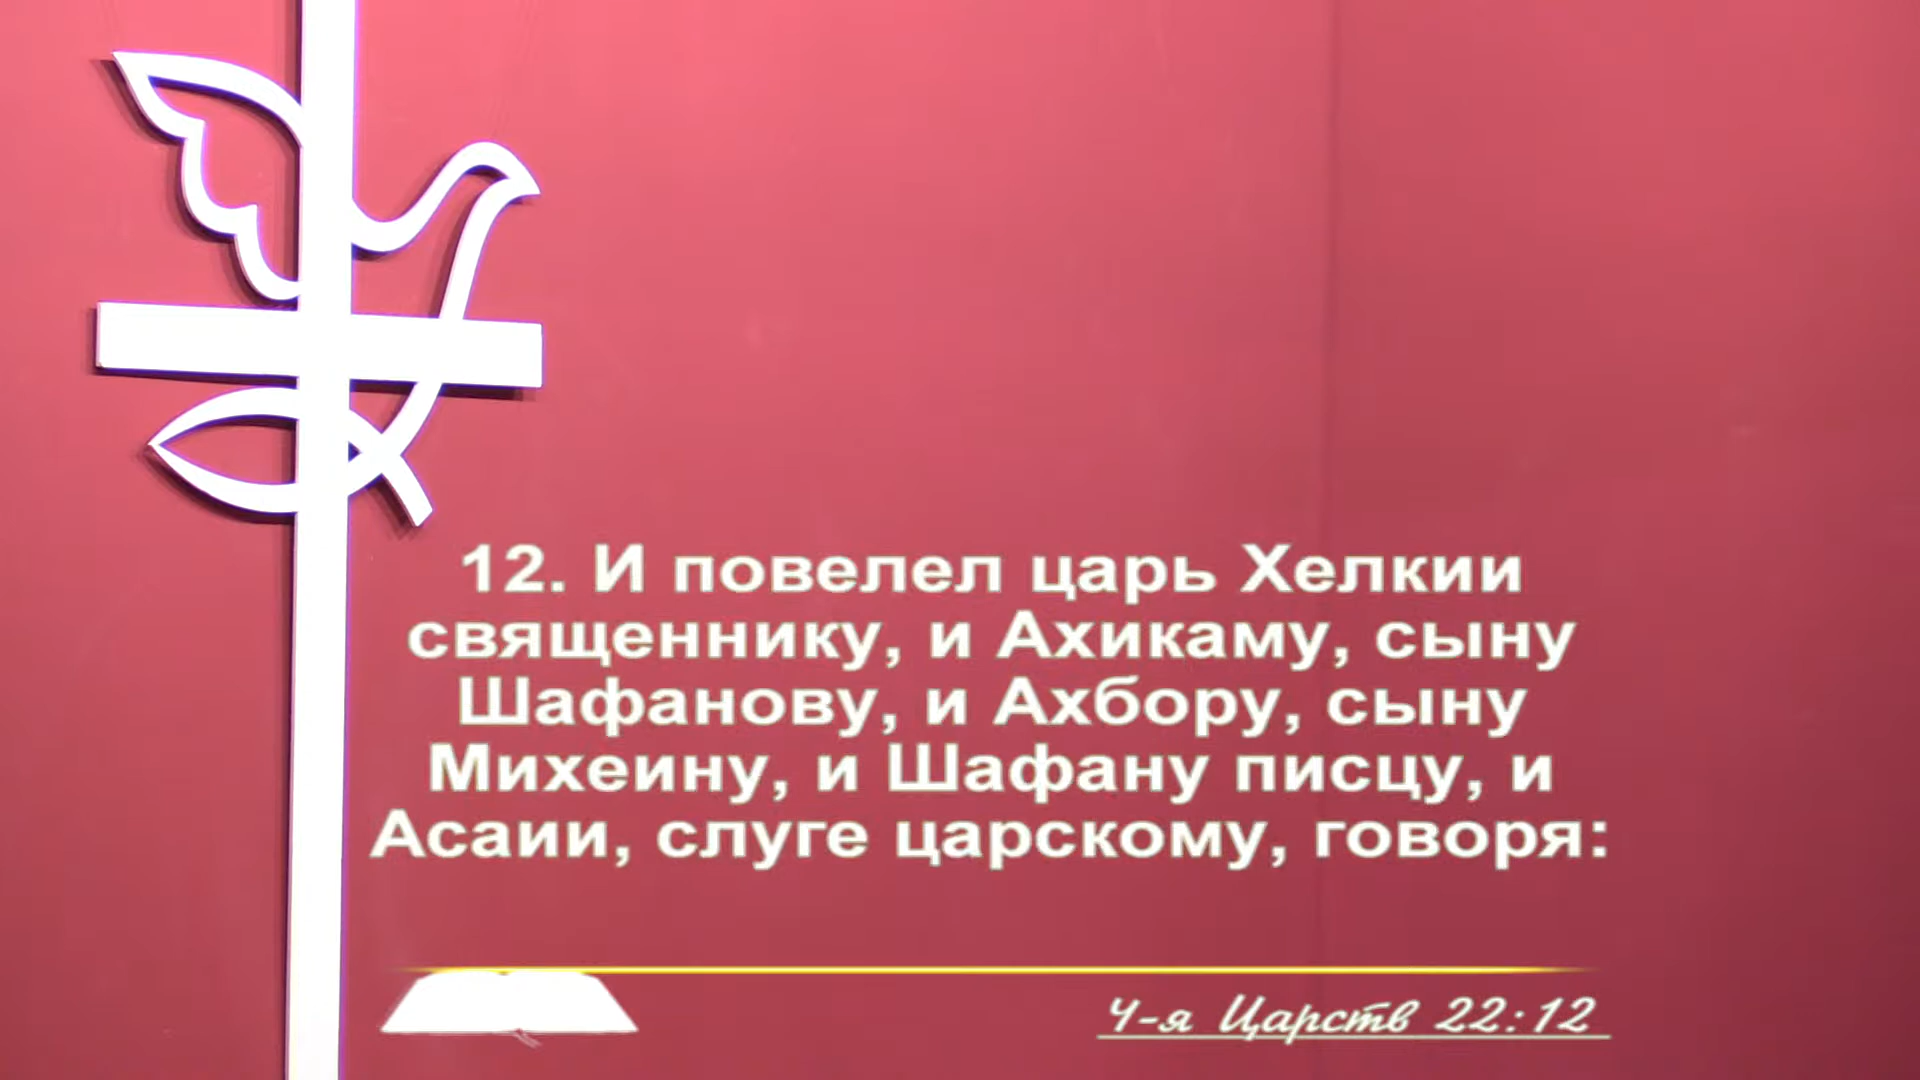 12. И повелел царь Хелкии
священнику, и Ахикаму, сыну
Шафанову, и Ахбору, сыну
Михеину, и Шафану писцу, и
Асаии, слуге царскому, говоря:
4-я Царств 22:12